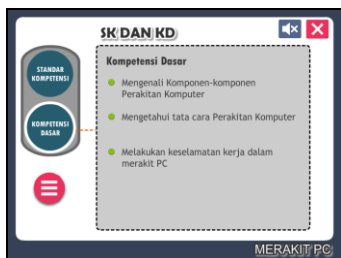 SK DAN KD
STANDAR
KOMPETENSI
KOMPETENSI
DASAR
Kompetensi Dasar
Mengenali Komponen-komponen
Perakitan Komputer
Mengetahui tata cara Perakitan Komputer
Melakukan keselamatan kerja dalam
merakit PC
MERAKIT PC